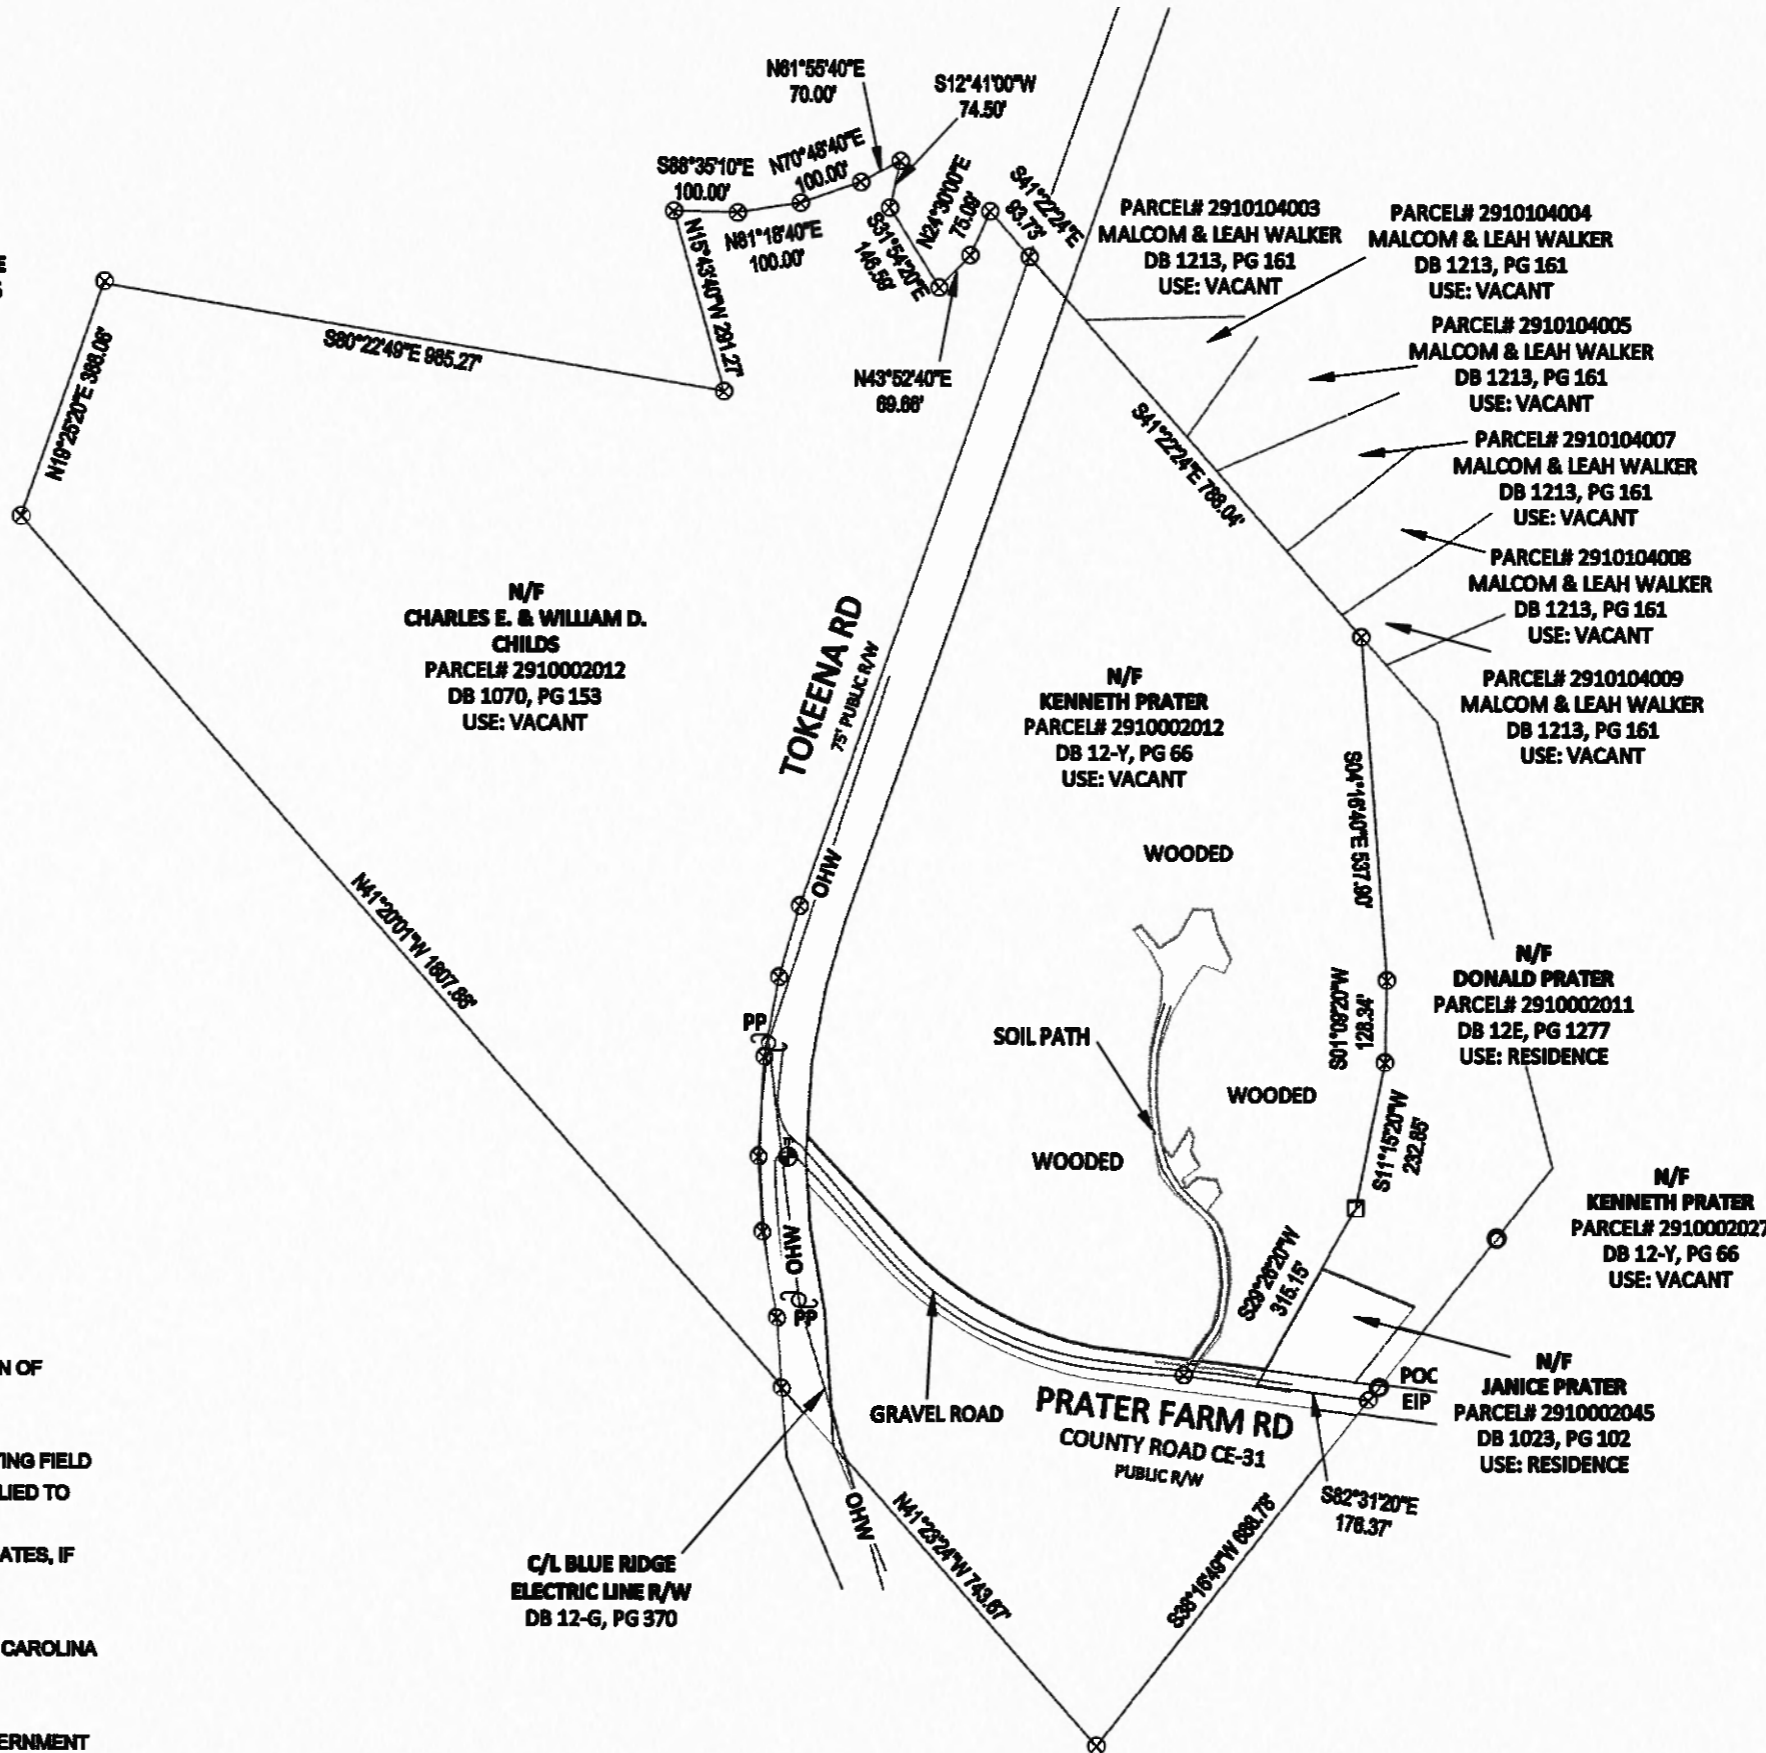 N61°55'40"E
70.00'
S12°41'00"W
74.50'
S88°35'10"E
100.00'
N70°48'40"E
100.00'
N81°18'40"E
100.00'
N15°43'40"W 291.27'
S31°54'20"E
146.58'
N24°30'00"E
75.09'
S41°22'24"E
93.73'
N43°52'40"E
69.66'
PARCEL# 2910104003
MALCOM & LEAH WALKER
DB 1213, PG 161
USE: VACANT
PARCEL# 2910104004
MALCOM & LEAH WALKER
DB 1213, PG 161
USE: VACANT
PARCEL# 2910104005
MALCOM & LEAH WALKER
DB 1213, PG 161
USE: VACANT
PARCEL# 2910104007
MALCOM & LEAH WALKER
DB 1213, PG 161
USE: VACANT
PARCEL# 2910104008
MALCOM & LEAH WALKER
DB 1213, PG 161
USE: VACANT
PARCEL# 2910104009
MALCOM & LEAH WALKER
DB 1213, PG 161
USE: VACANT
N19°25'20"E 388.06'
S80°22'49"E 985.27'
S41°22'24"E 788.04'
N/F
CHARLES E. & WILLIAM D.
CHILDS
PARCEL# 2910002012
DB 1070, PG 153
USE: VACANT
TOKEENA RD
75' PUBLIC R/W
N/F
KENNETH PRATER
PARCEL# 2910002012
DB 12-Y, PG 66
USE: VACANT
S04°16'40"E 537.90'
WOODED
OHW
N41°20'01"W 1807.86'
N/F
DONALD PRATER
PARCEL# 2910002011
DB 12E, PG 1277
USE: RESIDENCE
S01°09'20"W
128.34'
PP
SOIL PATH
WOODED
WOODED
S11°15'20"W
232.85'
N/F
KENNETH PRATER
PARCEL# 2910002027
DB 12-Y, PG 66
USE: VACANT
OHW
PP
S29°26'20"W
315.15'
POC
EIP
N/F
JANICE PRATER
PARCEL# 2910002045
DB 1023, PG 102
USE: RESIDENCE
GRAVEL ROAD
PRATER FARM RD
COUNTY ROAD CE-31
PUBLIC R/W
S82°31'20"E
176.37'
OHW
N41°23'24"W 743.67'
S38°16'49"W 688.78'
C/L BLUE RIDGE
ELECTRIC LINE R/W
DB 12-G, PG 370
N OF
TING FIELD
LIED TO
ATES, IF
CAROLINA
ERNMENT